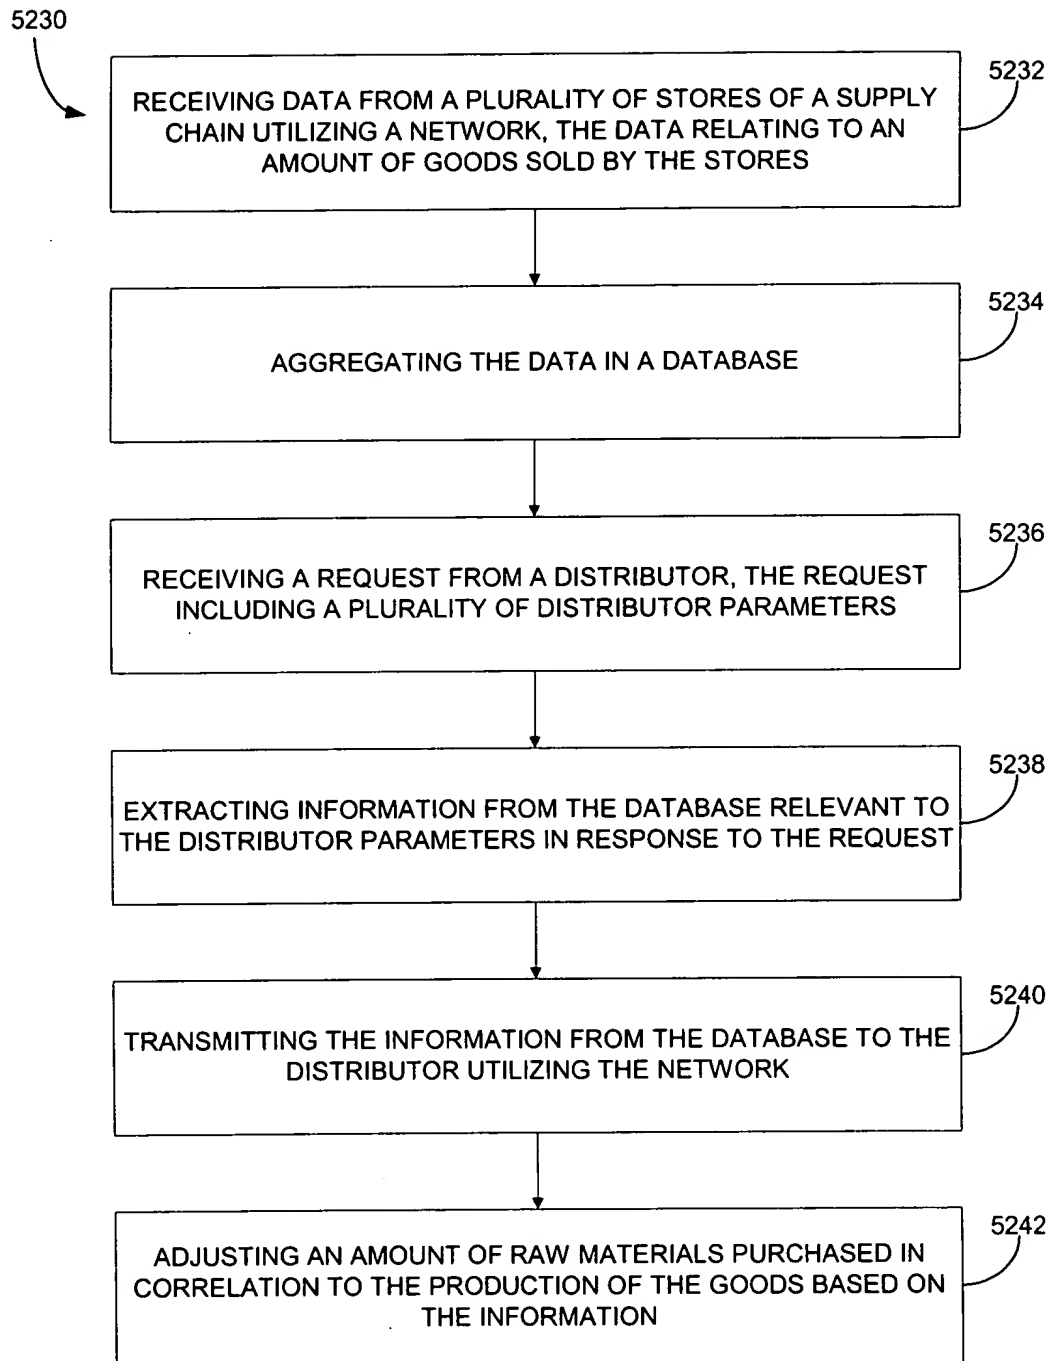 5230
5232
RECEIVING DATA FROM A PLURALITY OF STORES OF A SUPPLY
CHAIN UTILIZING A NETWORK, THE DATA RELATING TO AN
AMOUNT OF GOODS SOLD BY THE STORES
5234
AGGREGATING THE DATA IN A DATABASE
5236
RECEIVING A REQUEST FROM A DISTRIBUTOR, THE REQUEST
INCLUDING A PLURALITY OF DISTRIBUTOR PARAMETERS
5238
EXTRACTING INFORMATION FROM THE DATABASE RELEVANT TO
THE DISTRIBUTOR PARAMETERS IN RESPONSE TO THE REQUEST
5240
TRANSMITTING THE INFORMATION FROM THE DATABASE TO THE
DISTRIBUTOR UTILIZING THE NETWORK
5242
ADJUSTING AN AMOUNT OF RAW MATERIALS PURCHASED IN
CORRELATION TO THE PRODUCTION OF THE GOODS BASED ON
THE INFORMATION